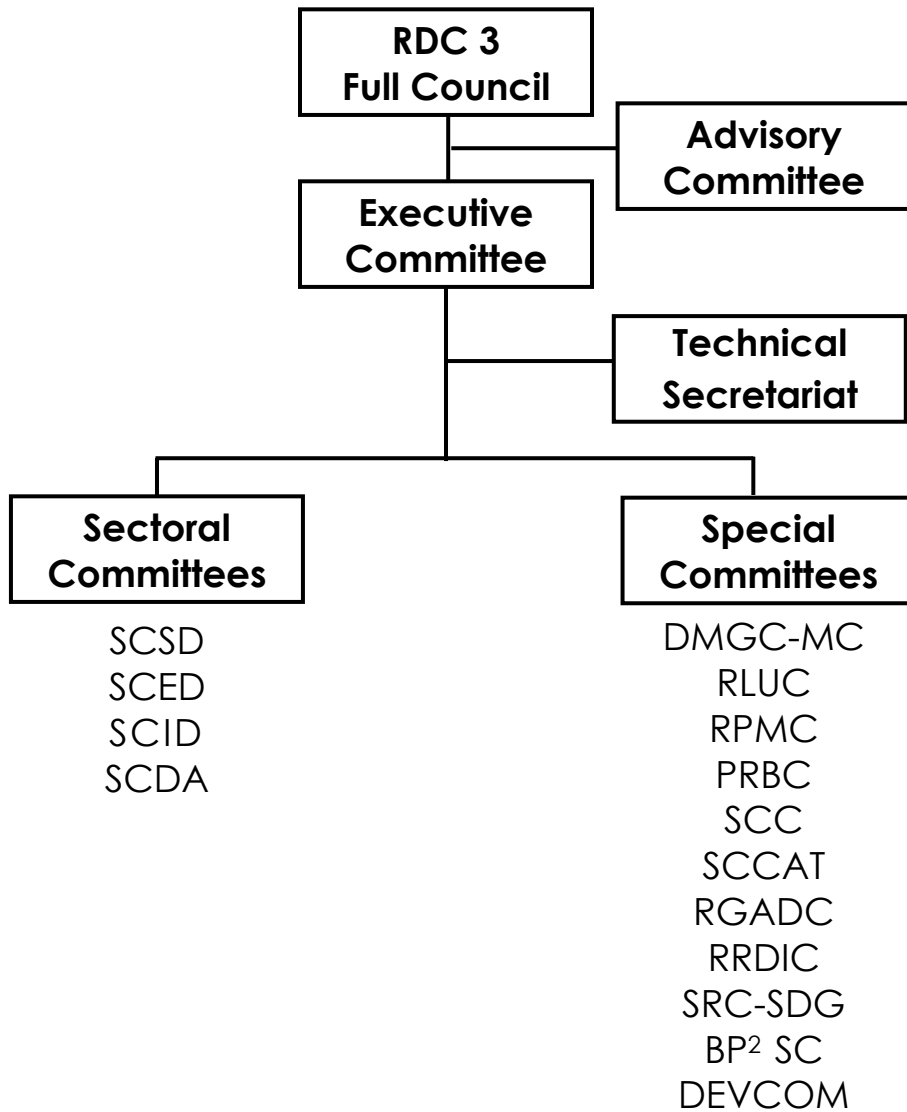 RDC 3
Full Council
Advisory
Committee
Executive
Committee
Technical
Secretariat
Sectoral
Committees
SCSD
SCED
SCID
SCDA
Special
Committees
DMGC-MC
RLUC
RPMC
PRBC
SCC
SCCAT
RGADC
RRDIC
SRC-SDG
BP² SC
DEVCOM